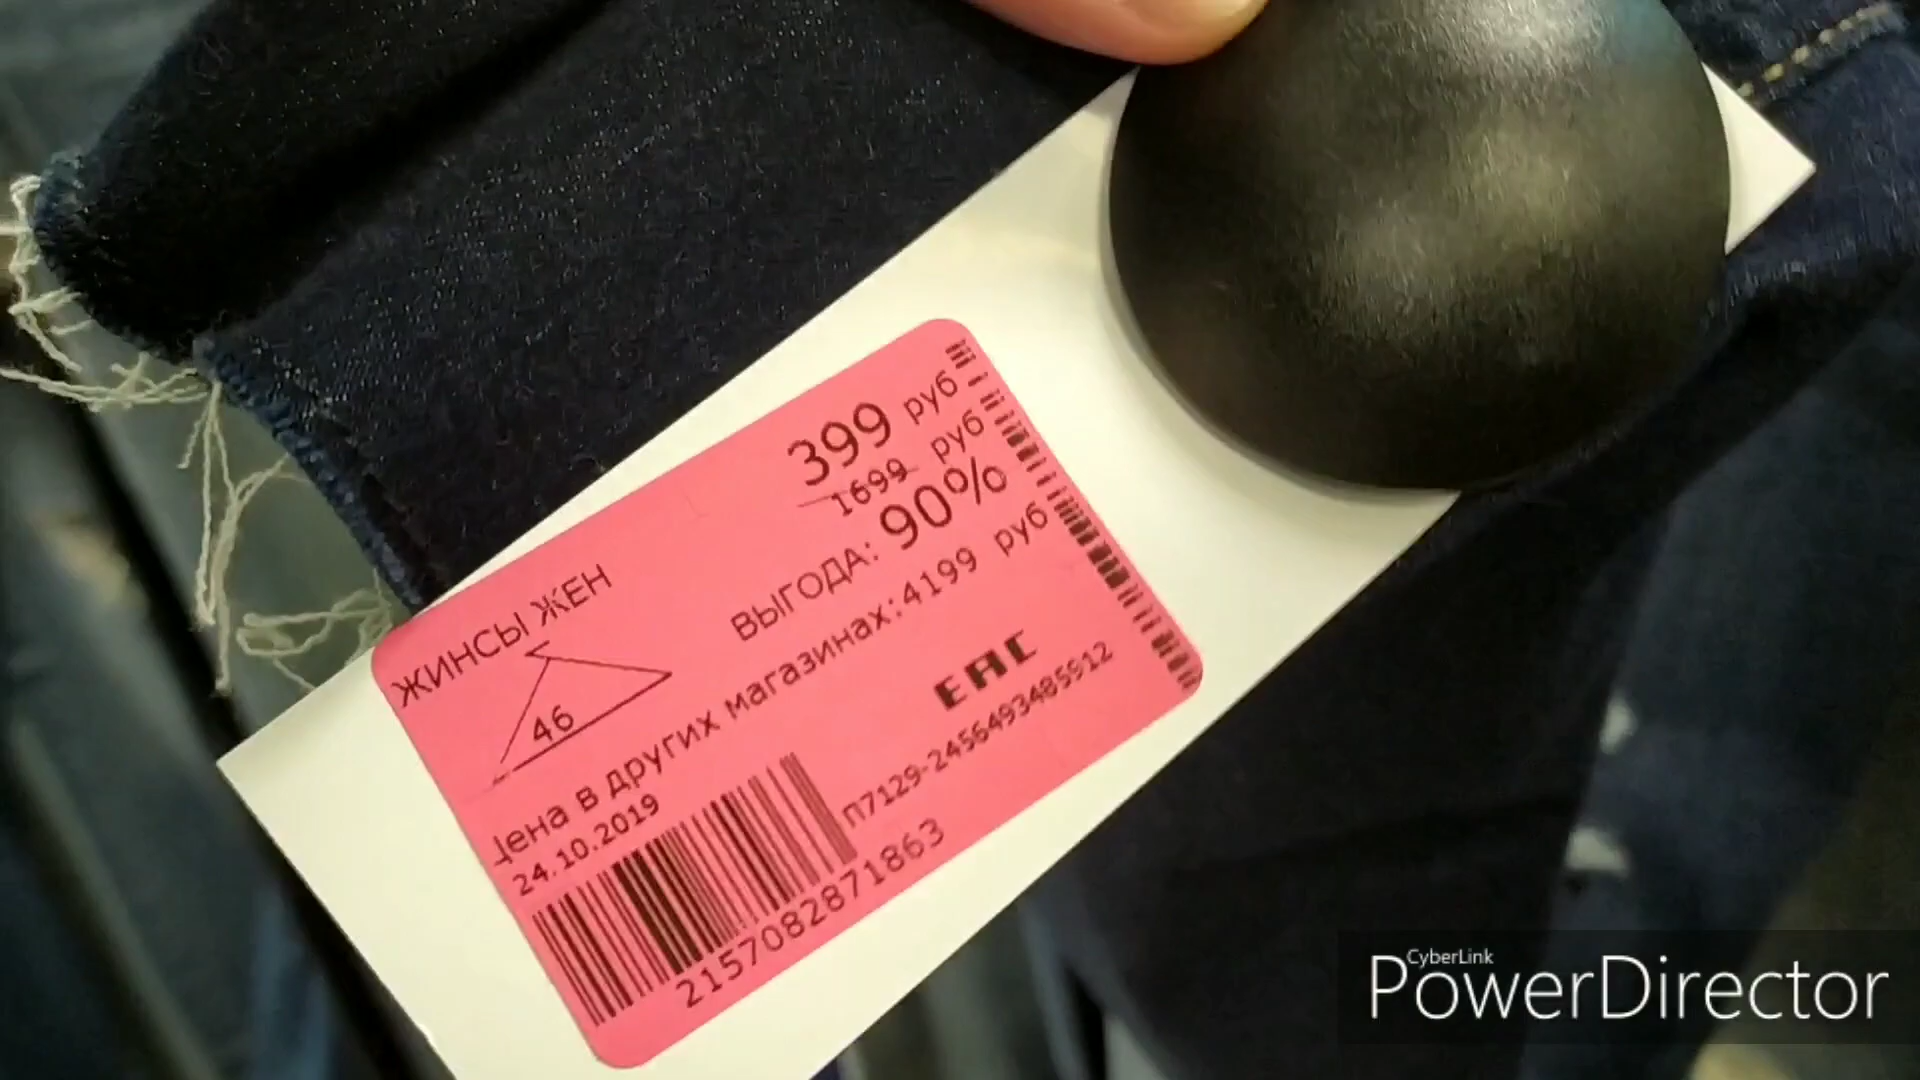 399 руб
1699 руб
ВЫГОДА: 90%
ЖИНСЫ ЖЕН
46
Цена в других магазинах:4199 руб
24.10.2019
ЕАС
П7129-2456493485912
2157082871863
CyberLink
PowerDirector